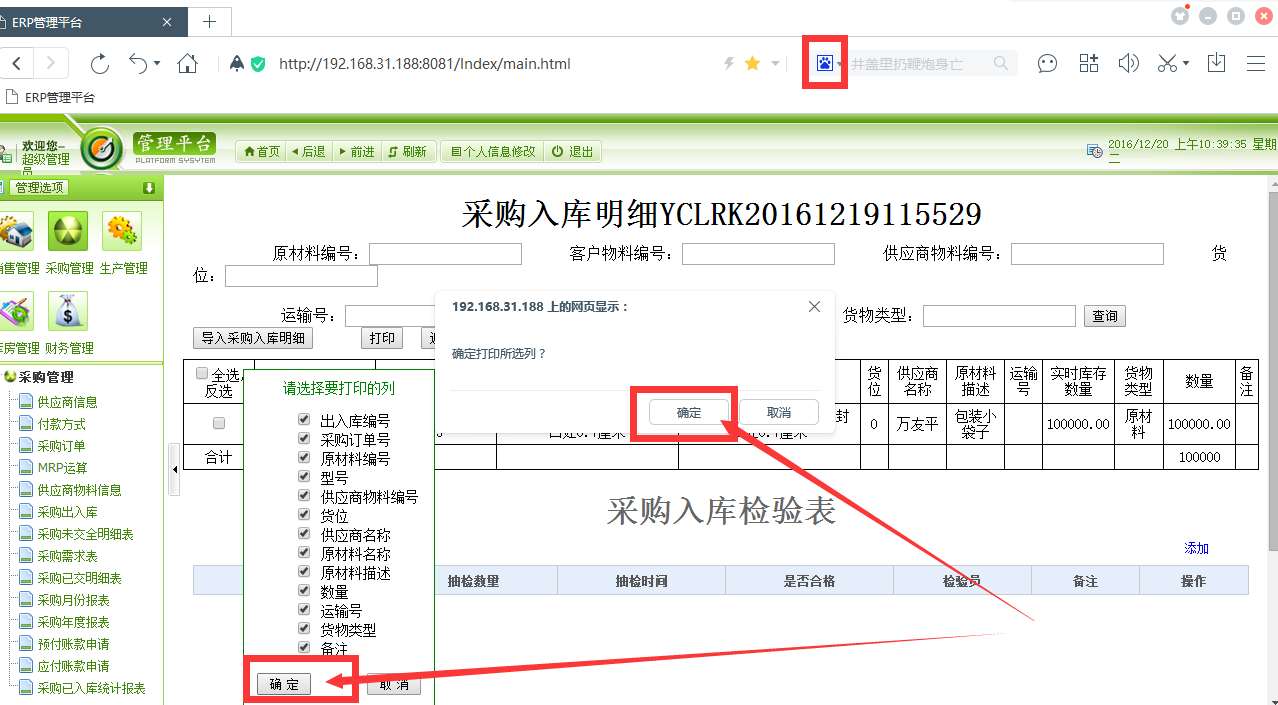 ERP管理平台
http://192.168.31.188:8081/Index/main.html
井盖里扔鞭炮身亡
ERP管理平台
欢迎您-
超级管理
员
管理平台
PLATFORM SYSYTEM
首页 后退 前进 刷新 个人信息修改 退出
2016/12/20 上午10:39:35 星期
二
管理选项
采购管理 生产管理
财务管理
采购管理
供应商信息
付款方式
采购订单
MRP运算
供应商物料信息
采购出入库
采购未交全明细表
采购需求表
采购已交明细表
采购月份报表
采购年度报表
预付账款申请
应付账款申请
采购已入库统计报表
采购入库明细YCLRK20161219115529
原材料编号: 客户物料编号: 供应商物料编号: 货
位:
运输号: 货物类型: 查询
导入采购入库明细 打印
192.168.31.188 上的网页显示：
确定打印所选列？
确定 取消
全选/
反选
货位 供应商名称 原材料描述 运输号 实时库存数量 货物类型 数量 备注
封 0 万友平 包装小袋子 100000.00 原材料 100000.00
合计 100000
请选择要打印的列
出入库编号
采购订单号
原材料编号
型号
供应商物料编号
货位
供应商名称
原材料名称
原材料描述
数量
运输号
货物类型
备注
确 定 取 消
采购入库检验表
添加
抽检数量 抽检时间 是否合格 检验员 备注 操作